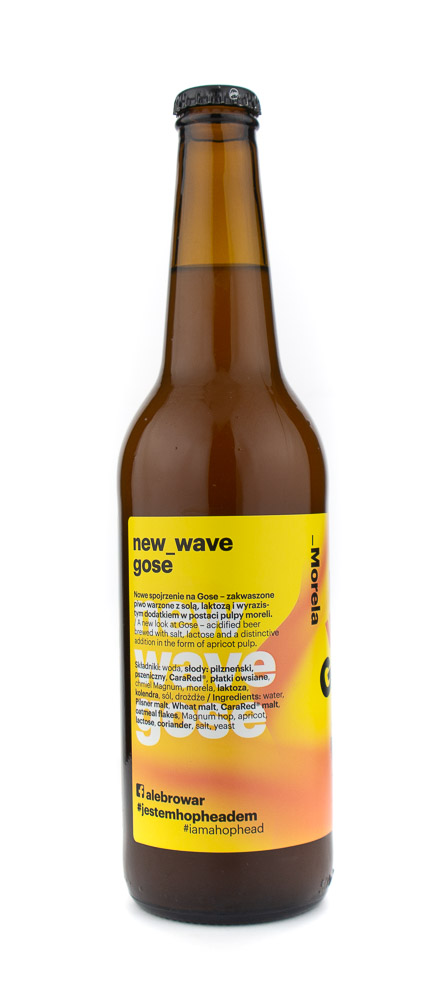 new_wave
gose
Nowe spojrzenie na Gose – zakwaszone
piwo warzone z solą, laktozą i wyrazis-
tym dodatkiem w postaci pulpy moreli.
/ A new look at Gose – acidified beer
brewed with salt, lactose and a distinctive
addition in the form of apricot pulp.
wave
gose
Składniki: woda, słody: pilzneński,
pszeniczny, CaraRed®, płatki owsiane,
chmiel Magnum, morela, laktoza,
kolendra, sól, drożdże / Ingredients: water,
Pilsner malt, Wheat malt, CaraRed® malt,
oatmeal flakes, Magnum hop, apricot,
lactose, coriander, salt, yeast
alebrowar
#jestemhopheadem
#iamahophead
_Morela